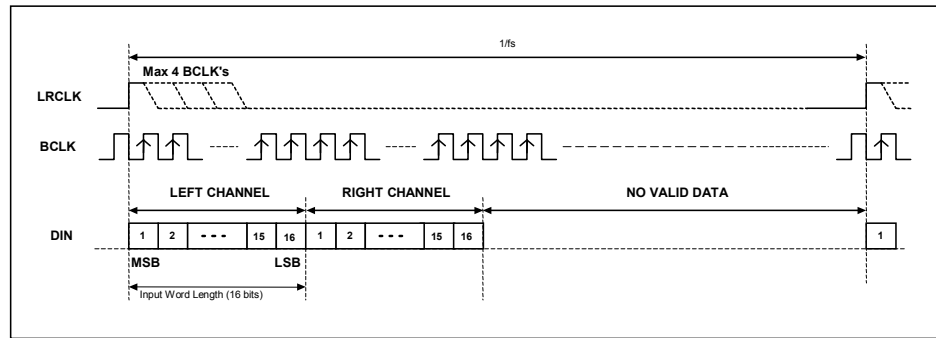 1/fs
Max 4 BCLK's
LRCLK
BCLK
LEFT CHANNEL RIGHT CHANNEL NO VALID DATA
DIN 1 2 - - - 15 16 1 2 - - - 15 16 1
MSB LSB
Input Word Length (16 bits)